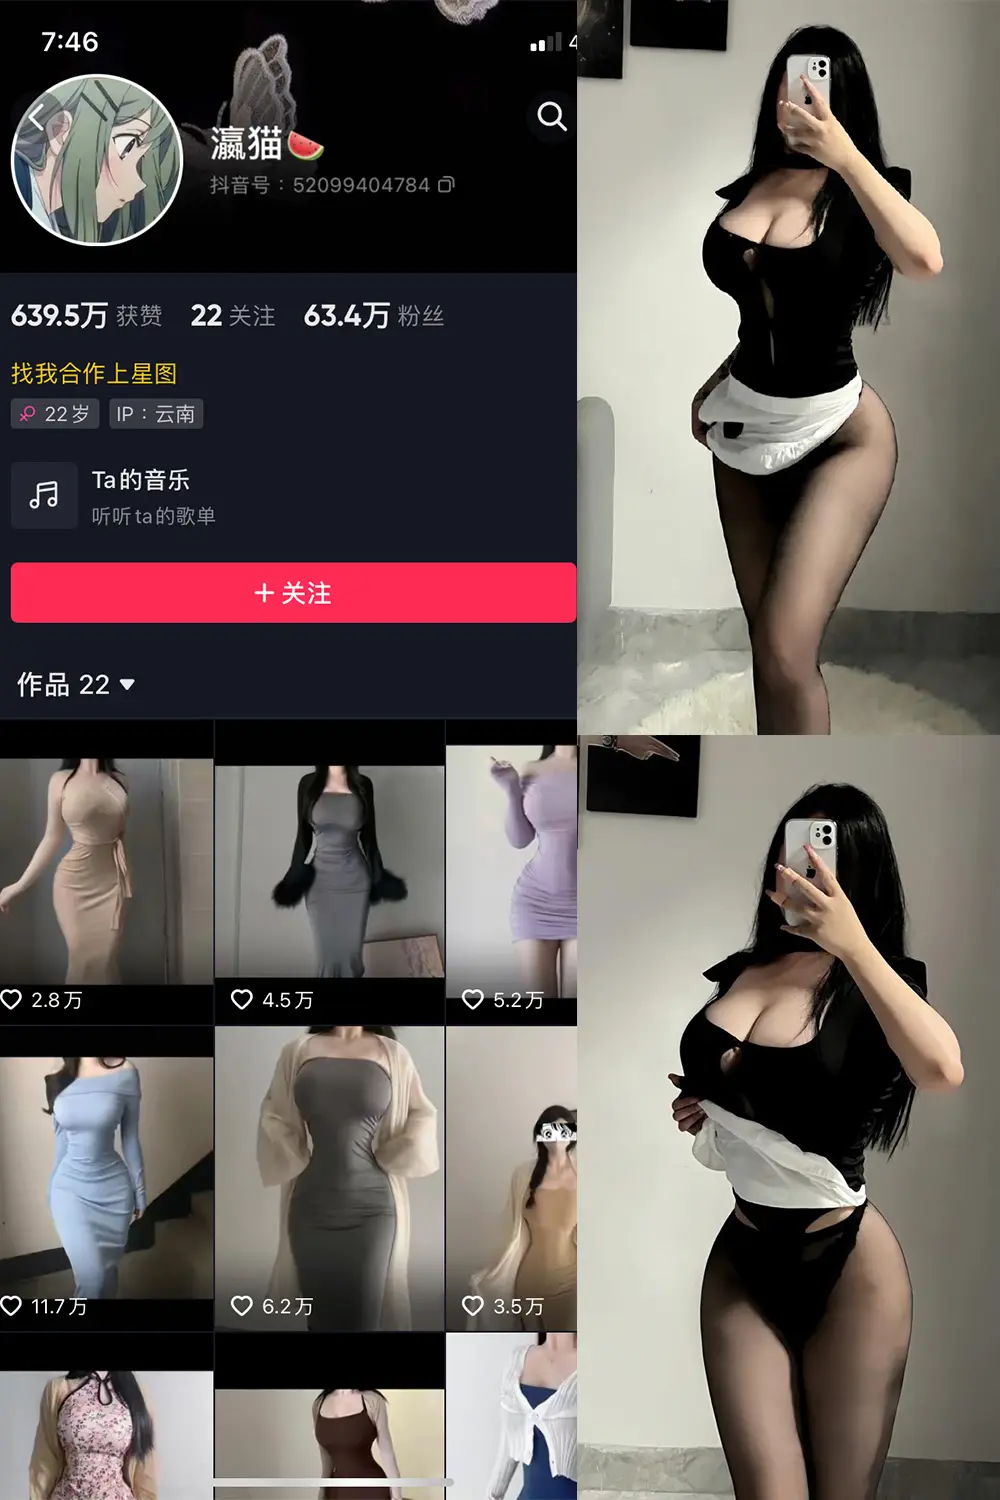 7:46
4
瀛猫🍉
抖音号：52099404784
639.5万 获赞 22 关注 63.4万 粉丝
找我合作上星图
22岁 IP：云南
Ta的音乐
听听ta的歌单
+ 关注
作品 22
2.8万 4.5万 5.2万
11.7万 6.2万 3.5万